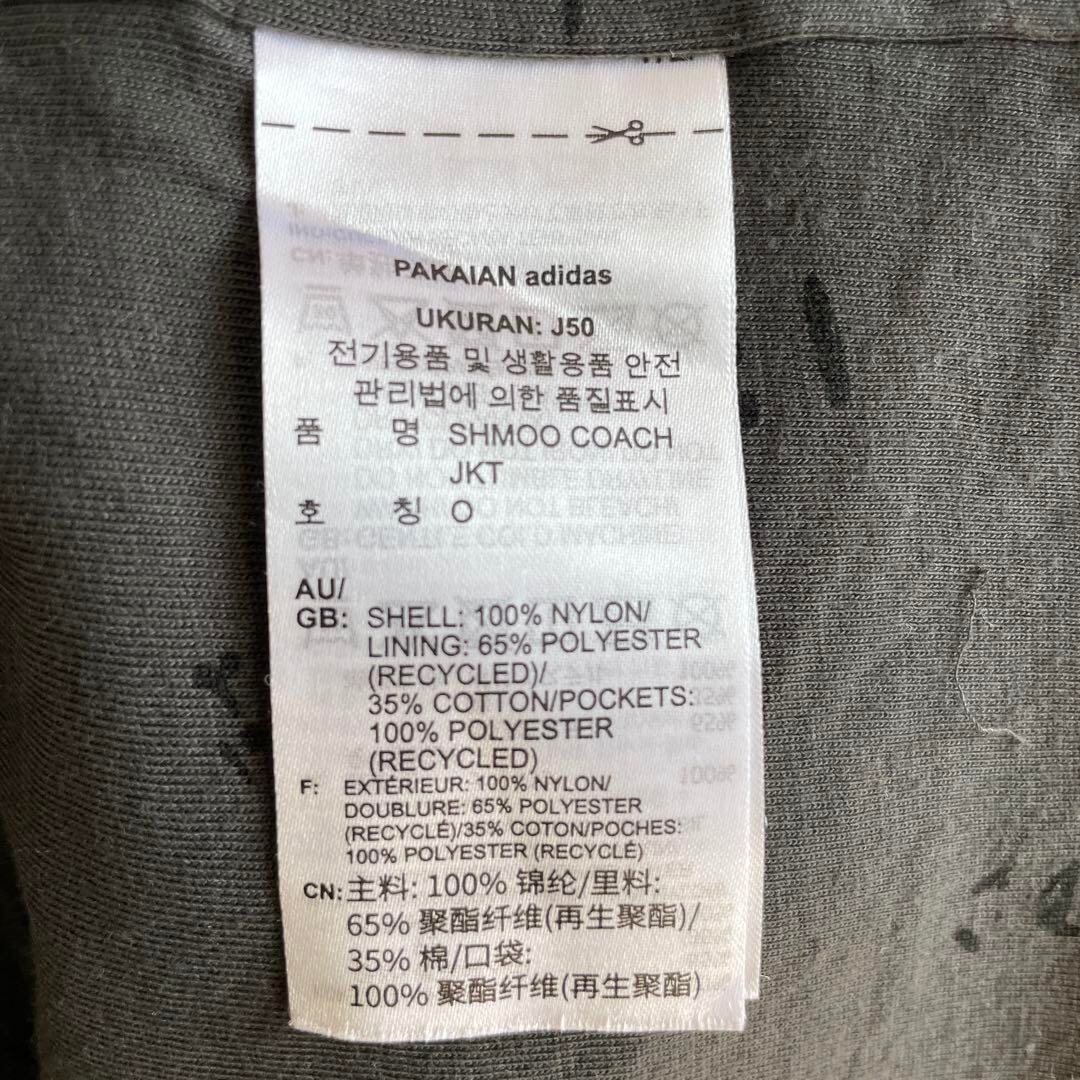 PAKAIAN adidas
UKURAN: J50
전기용품 및 생활용품 안전
관리법에 의한 품질표시
품 명 SHMOO COACH
JKT
호 칭 O
AU/
GB: SHELL: 100% NYLON/
LINING: 65% POLYESTER
(RECYCLED)/
35% COTTON/POCKETS:
100% POLYESTER
(RECYCLED)
F: EXTÉRIEUR: 100% NYLON/
DOUBLURE: 65% POLYESTER
(RECYCLÉ)/35% COTON/POCHES:
100% POLYESTER (RECYCLÉ)
CN: 主料: 100% 锦纶/里料:
65% 聚酯纤维(再生聚酯)/
35% 棉/口袋:
100% 聚酯纤维(再生聚酯)